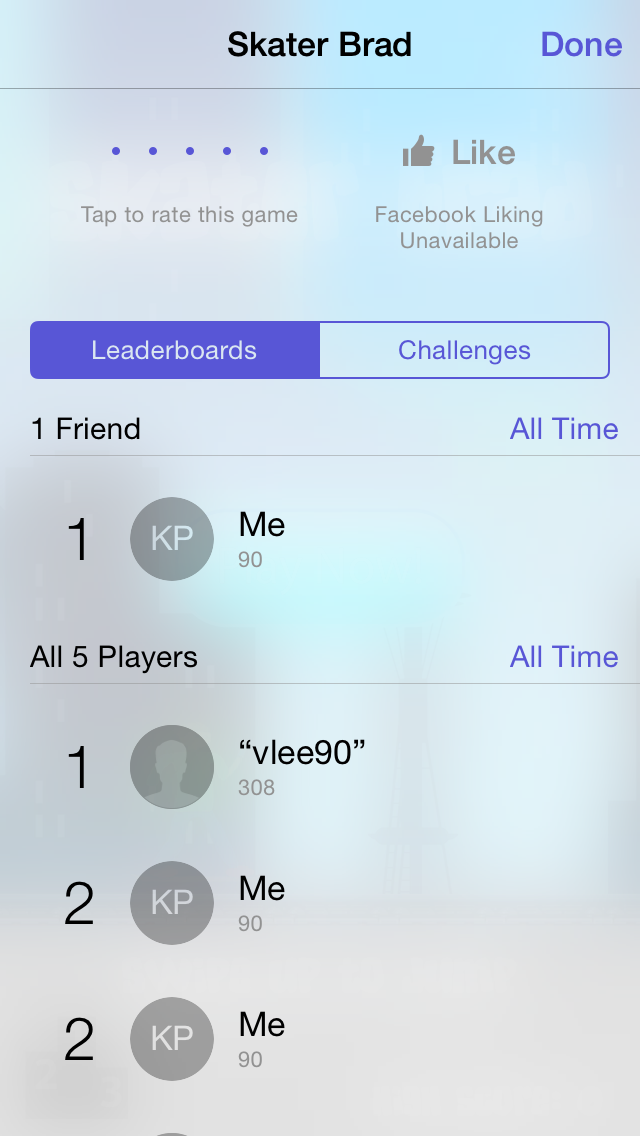 Skater Brad
Done
Like
Tap to rate this game
Facebook Liking
Unavailable
Leaderboards
Challenges
1 Friend
All Time
1
KP
Me
90
All 5 Players
All Time
1
“vlee90”
308
2
KP
Me
90
2
KP
Me
90